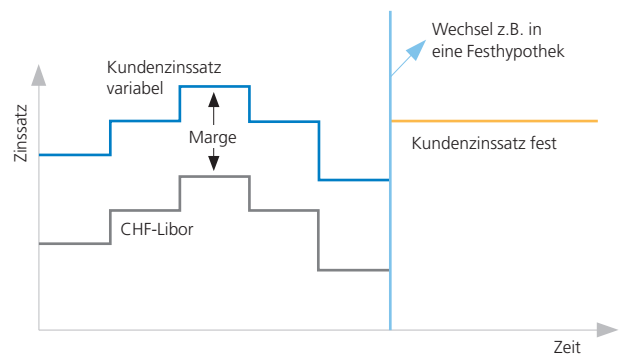 Wechsel z.B. in
eine Festhypothek
Kundenzinssatz
variabel
Zinssatz
Marge
Kundenzinssatz fest
CHF-Libor
Zeit